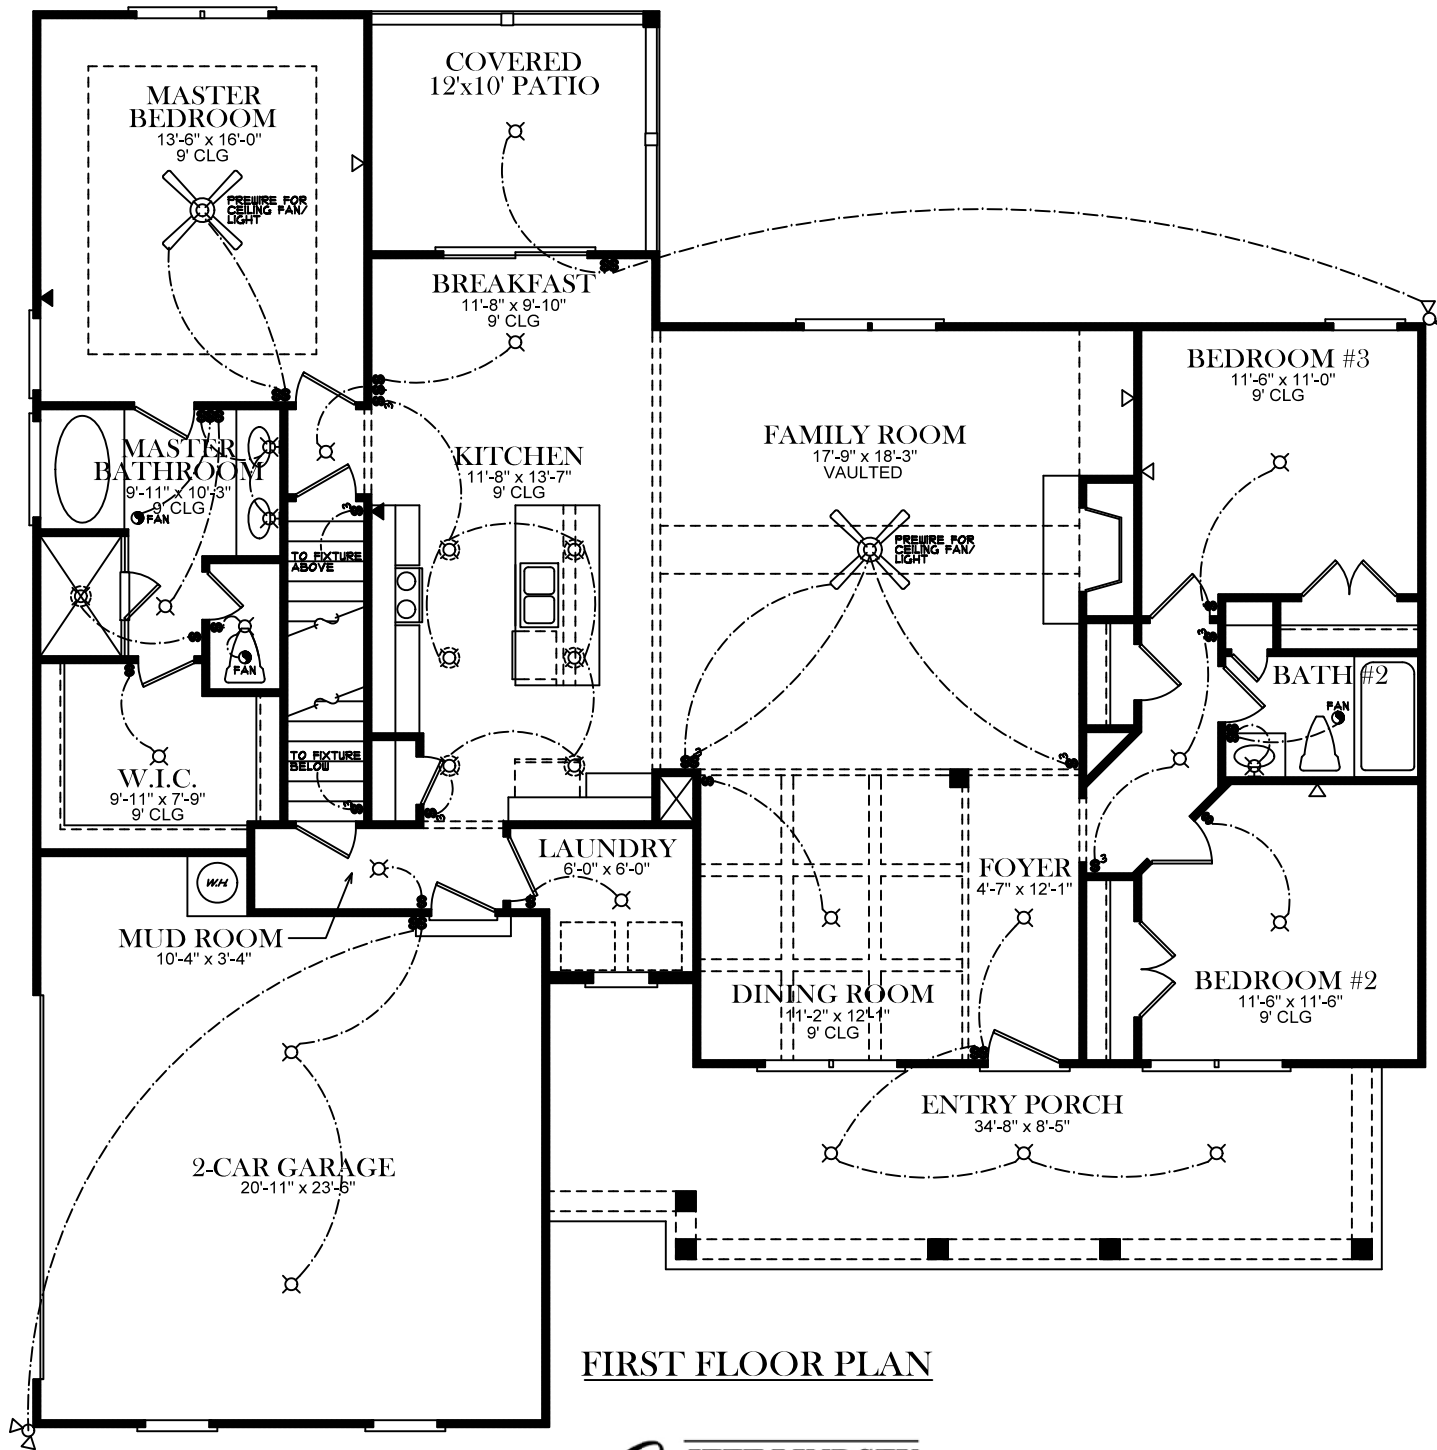 COVERED
12'x10' PATIO
MASTER
BEDROOM
13'-6" x 16'-0"
9' CLG
PREWIRE FOR
CEILING FAN/
LIGHT
BREAKFAST
11'-8" x 9'-10"
9' CLG
BEDROOM #3
11'-6" x 11'-0"
9' CLG
FAMILY ROOM
17'-9" x 18'-3"
VAULTED
KITCHEN
11'-8" x 13'-7"
9' CLG
MASTER
BATHROOM
9'-11" x 10'-3"
9' CLG
FAN
TO FIXTURE
ABOVE
PREWIRE FOR
CEILING FAN/
LIGHT
FAN
BATH #2
FAN
TO FIXTURE
BELOW
W.I.C.
9'-11" x 7'-9"
9' CLG
LAUNDRY
6'-0" x 6'-0"
FOYER
4'-7" x 12'-1"
W.H.
MUD ROOM
10'-4" x 3'-4"
DINING ROOM
11'-2" x 12'-1"
9' CLG
BEDROOM #2
11'-6" x 11'-6"
9' CLG
ENTRY PORCH
34'-8" x 8'-5"
2-CAR GARAGE
20'-11" x 23'-6"
FIRST FLOOR PLAN